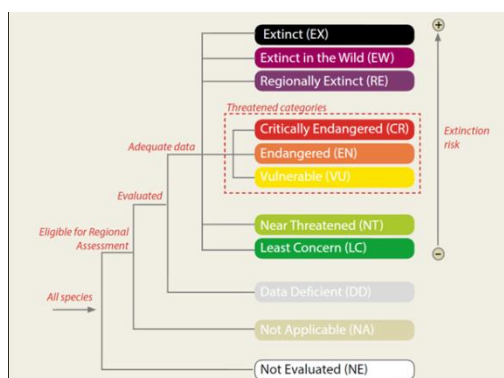 Extinct (EX)
Extinct in the Wild (EW)
Regionally Extinct (RE)
Threatened categories
Critically Endangered (CR)
Adequate data
Endangered (EN)
Extinction
risk
Vulnerable (VU)
Evaluated
Near Threatened (NT)
Eligible for Regional
Assessment
Least Concern (LC)
All species
Data Deficient (DD)
Not Applicable (NA)
Not Evaluated (NE)